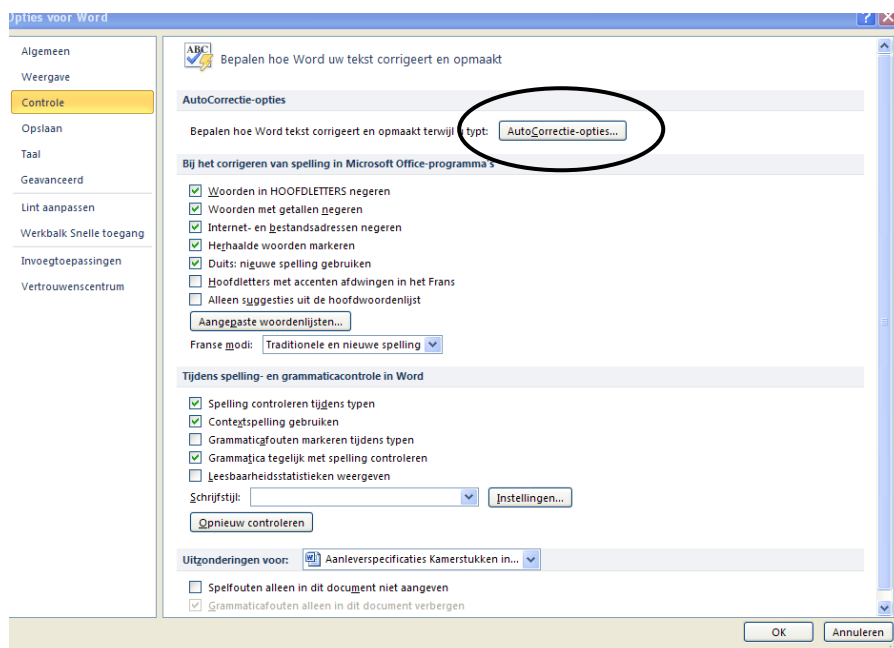 Opties voor Word
Algemeen
Weergave
Controle
Opslaan
Taal
Geavanceerd
Lint aanpassen
Werkbalk Snelle toegang
Invoegtoepassingen
Vertrouwenscentrum
ABC
Bepalen hoe Word uw tekst corrigeert en opmaakt
AutoCorrectie-opties
Bepalen hoe Word tekst corrigeert en opmaakt terwijl u typt: AutoCorrectie-opties...
Bij het corrigeren van spelling in Microsoft Office-programma's
Woorden in HOOFDLETTERS negeren
Woorden met getallen negeren
Internet- en bestandsadressen negeren
Herhaalde woorden markeren
Duits: nieuwe spelling gebruiken
Hoofdletters met accenten afdwingen in het Frans
Alleen suggesties uit de hoofdwoordenlijst
Aangepaste woordenlijsten...
Franse modi: Traditionele en nieuwe spelling
Tijdens spelling- en grammaticacontrole in Word
Spelling controleren tijdens typen
Contextspelling gebruiken
Grammaticafouten markeren tijdens typen
Grammatica tegelijk met spelling controleren
Leesbaarheidsstatistieken weergeven
Schrijfstijl: Instellingen...
Opnieuw controleren
Uitzonderingen voor: Aanleverspecificaties Kamerstukken in...
Spelfouten alleen in dit document niet aangeven
Grammaticafouten alleen in dit document verbergen
OK Annuleren